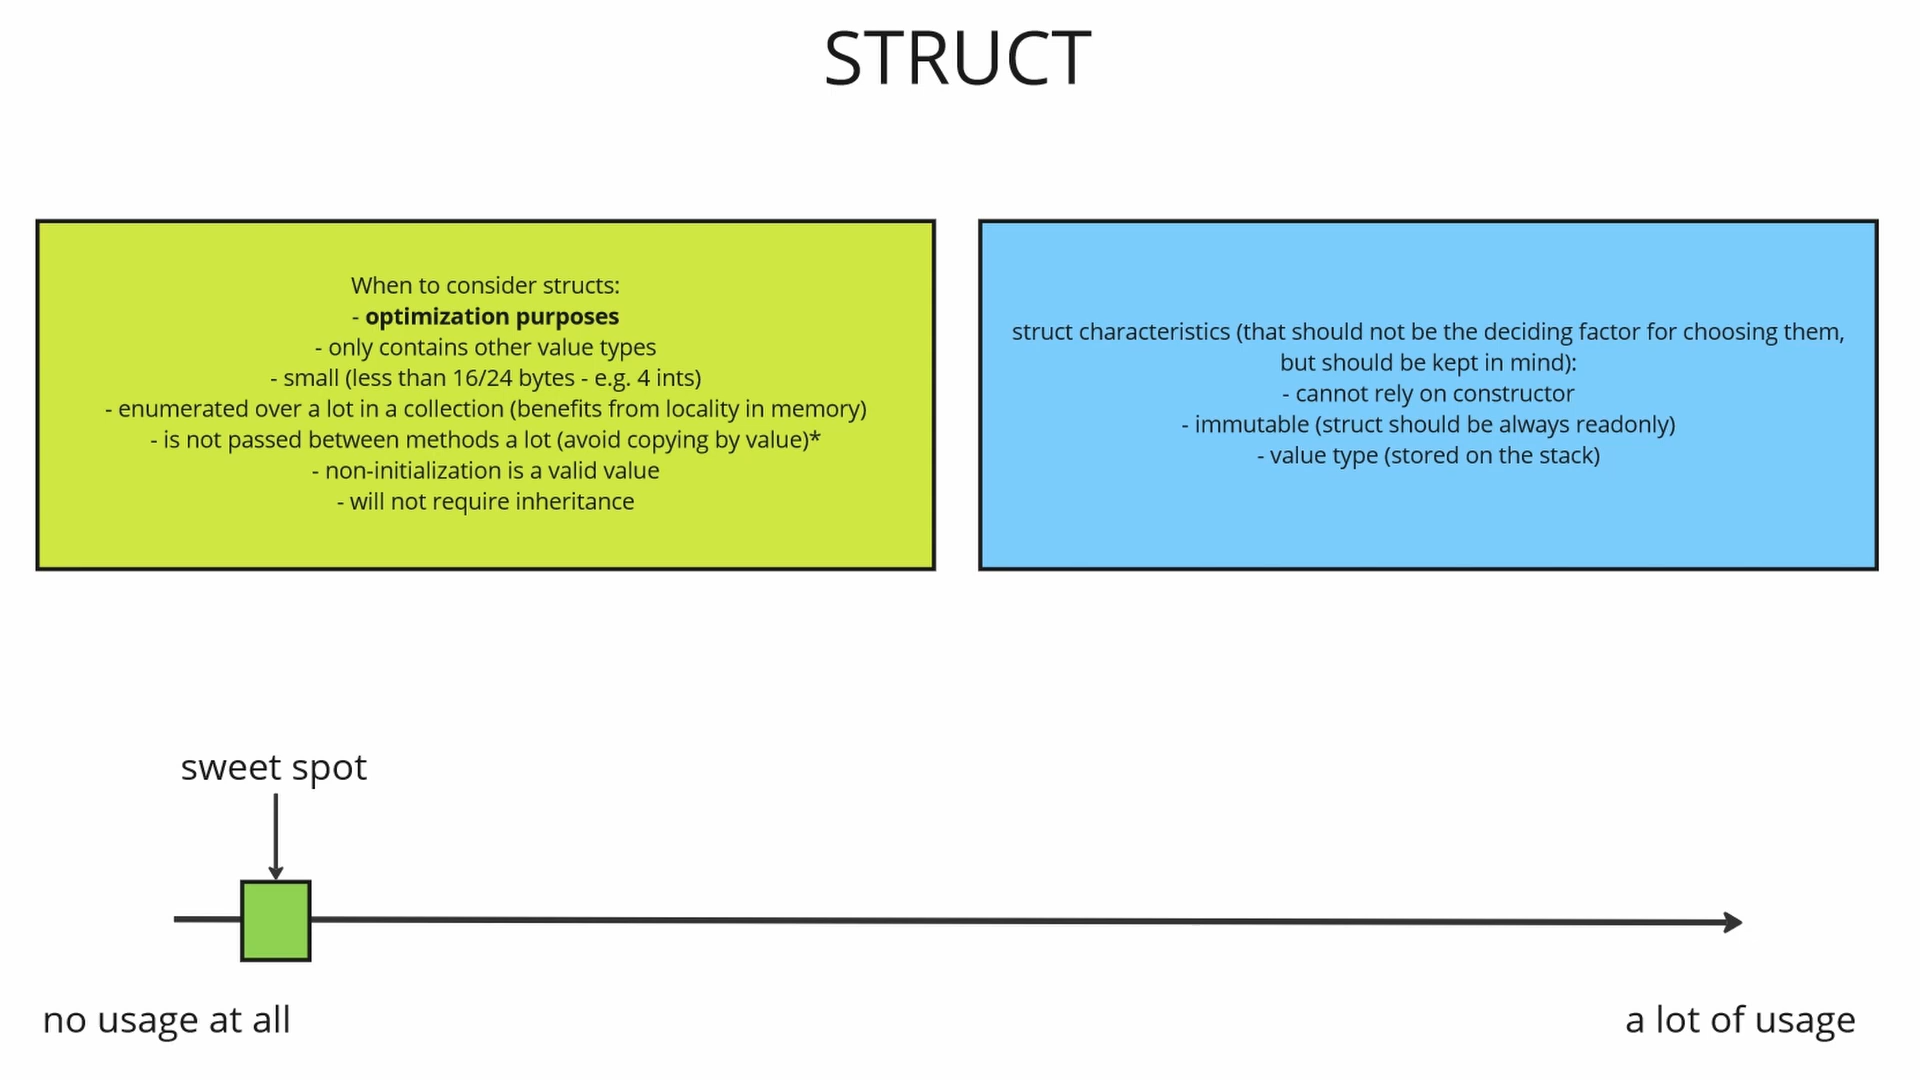 STRUCT
When to consider structs:
- optimization purposes
- only contains other value types
- small (less than 16/24 bytes - e.g. 4 ints)
- enumerated over a lot in a collection (benefits from locality in memory)
- is not passed between methods a lot (avoid copying by value)*
- non-initialization is a valid value
- will not require inheritance
struct characteristics (that should not be the deciding factor for choosing them,
but should be kept in mind):
- cannot rely on constructor
- immutable (struct should be always readonly)
- value type (stored on the stack)
sweet spot
no usage at all
a lot of usage